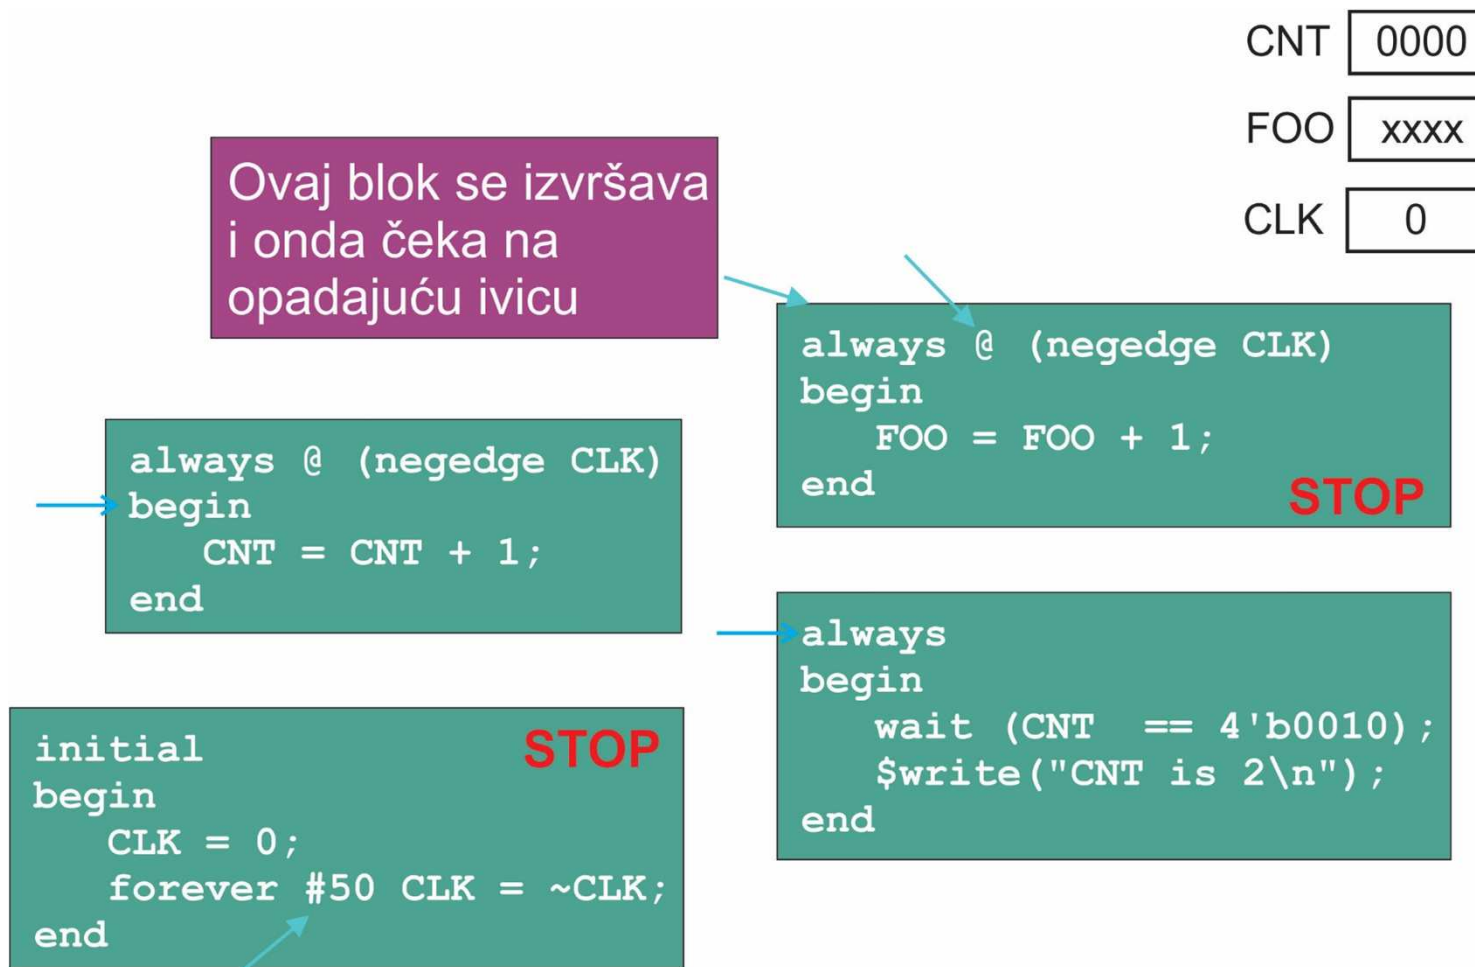 CNT 0000
FOO xxxx
CLK 0
Ovaj blok se izvršava
i onda čeka na
opadajuću ivicu
always @ (negedge CLK)
begin
FOO = FOO + 1;
end
STOP
always @ (negedge CLK)
begin
CNT = CNT + 1;
end
always
begin
wait (CNT  == 4'b0010);
$write("CNT is 2\n");
end
initial
STOP
begin
CLK = 0;
forever #50 CLK = ~CLK;
end